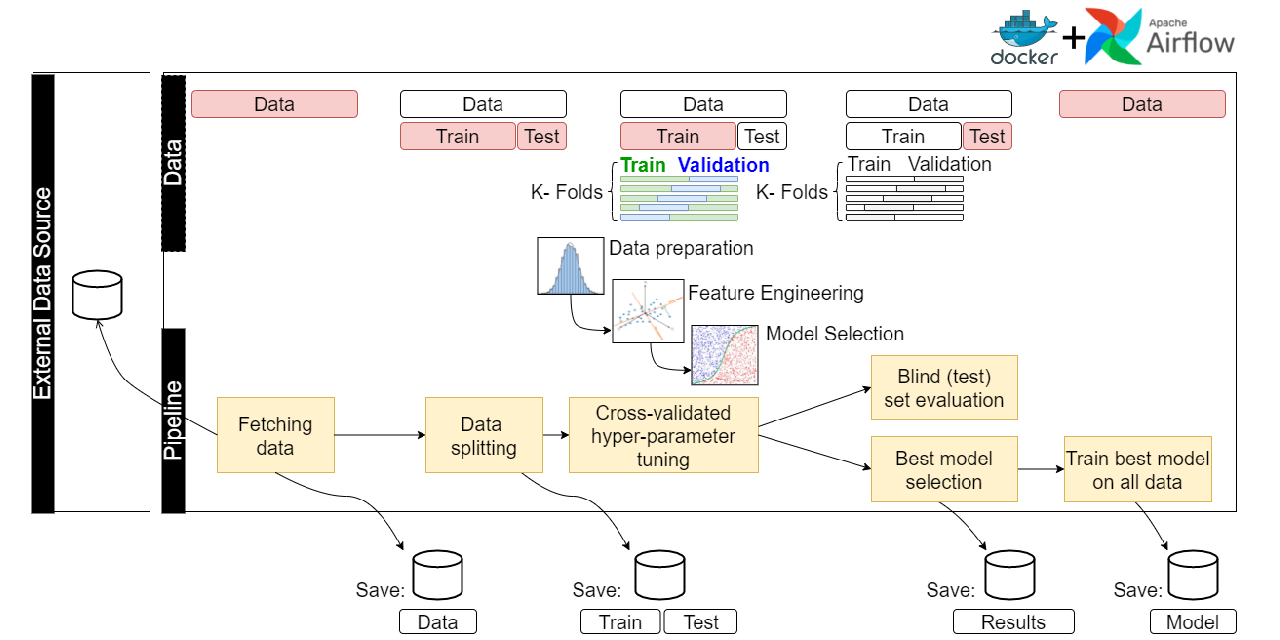 docker
+
Apache
Airflow
External Data Source
Data
Pipeline
Data
Data
Train Test
Data
Train Test
Train Validation
K- Folds
Data
Train Test
Train Validation
K- Folds
Data
Data preparation
Feature Engineering
Model Selection
Fetching
data
Data
splitting
Cross-validated
hyper-parameter
tuning
Blind (test)
set evaluation
Best model
selection
Train best model
on all data
Save:
Data
Save:
Train Test
Save:
Results
Save:
Model